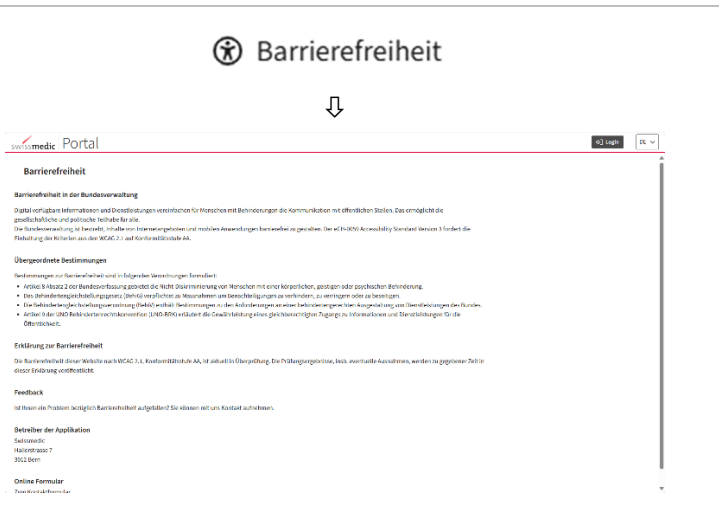 Barrierefreiheit
swissmedic Portal
Login
DE
Barrierefreiheit
Barrierefreiheit in der Bundesverwaltung
Digital verfügbare Informationen und Dienstleistungen vereinfachen für Menschen mit Behinderungen die Kommunikation mit öffentlichen Stellen. Das ermöglicht die
gesellschaftliche und politische Teilhabe für alle.
Die Bundesverwaltung ist bestrebt, Inhalte von Internetangeboten und mobilen Anwendungen barrierefrei zu gestalten. Der eCH-0059 Accessibility Standard Version 3 fordert die
Einhaltung der Kriterien aus den WCAG 2.1 auf Konformitätsstufe AA.
Übergeordnete Bestimmungen
Bestimmungen zur Barrierefreiheit sind in folgenden Verordnungen formuliert:
• Artikel 8 Absatz 2 der Bundesverfassung gebietet die Nicht Diskriminierung von Menschen mit einer körperlichen, geistigen oder psychischen Behinderung.
• Das Behindertengleichstellungsgesetz (BehiG) verpflichtet zu Massnahmen um Benachteiligungen zu verhindern, zu verringern oder zu beseitigen.
• Die Behindertengleichstellungsverordnung (BehiV) enthält Bestimmungen zu den Anforderungen an einer behindertengerechten Ausgestaltung von Dienstleistungen des Bundes.
• Artikel 9 der UNO Behindertenrechtskonvention (UNO-BRK) erläutert die Gewährleistung eines gleichberechtigten Zugangs zu Informationen und Dienstleistungen für die
Öffentlichkeit.
Erklärung zur Barrierefreiheit
Die Barrierefreiheit dieser Website nach WCAG 2.1, Konformitätsstufe AA, ist aktuell in Überprüfung. Die Prüfungsergebnisse, insb. eventuelle Ausnahmen, werden zu gegebener Zeit in
dieser Erklärung veröffentlicht.
Feedback
Ist Ihnen ein Problem bezüglich Barrierefreiheit aufgefallen? Sie können mit uns Kontakt aufnehmen.
Betreiber der Applikation
Swissmedic
Hallerstrasse 7
3012 Bern
Online Formular
Zum Kontaktformular